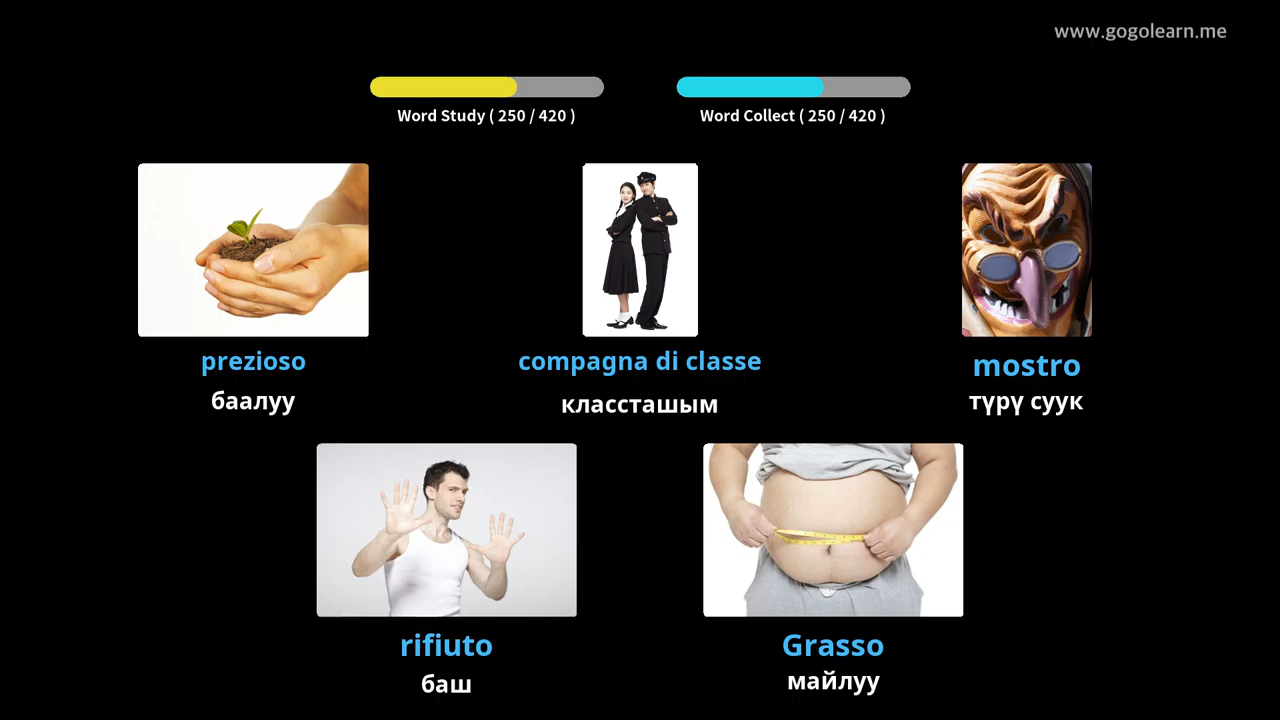 www.gogolearn.me
Word Study ( 250 / 420 )
Word Collect ( 250 / 420 )
prezioso
баалуу
compagna di classe
классташым
mostro
түрү суук
rifiuto
баш
Grasso
майлуу